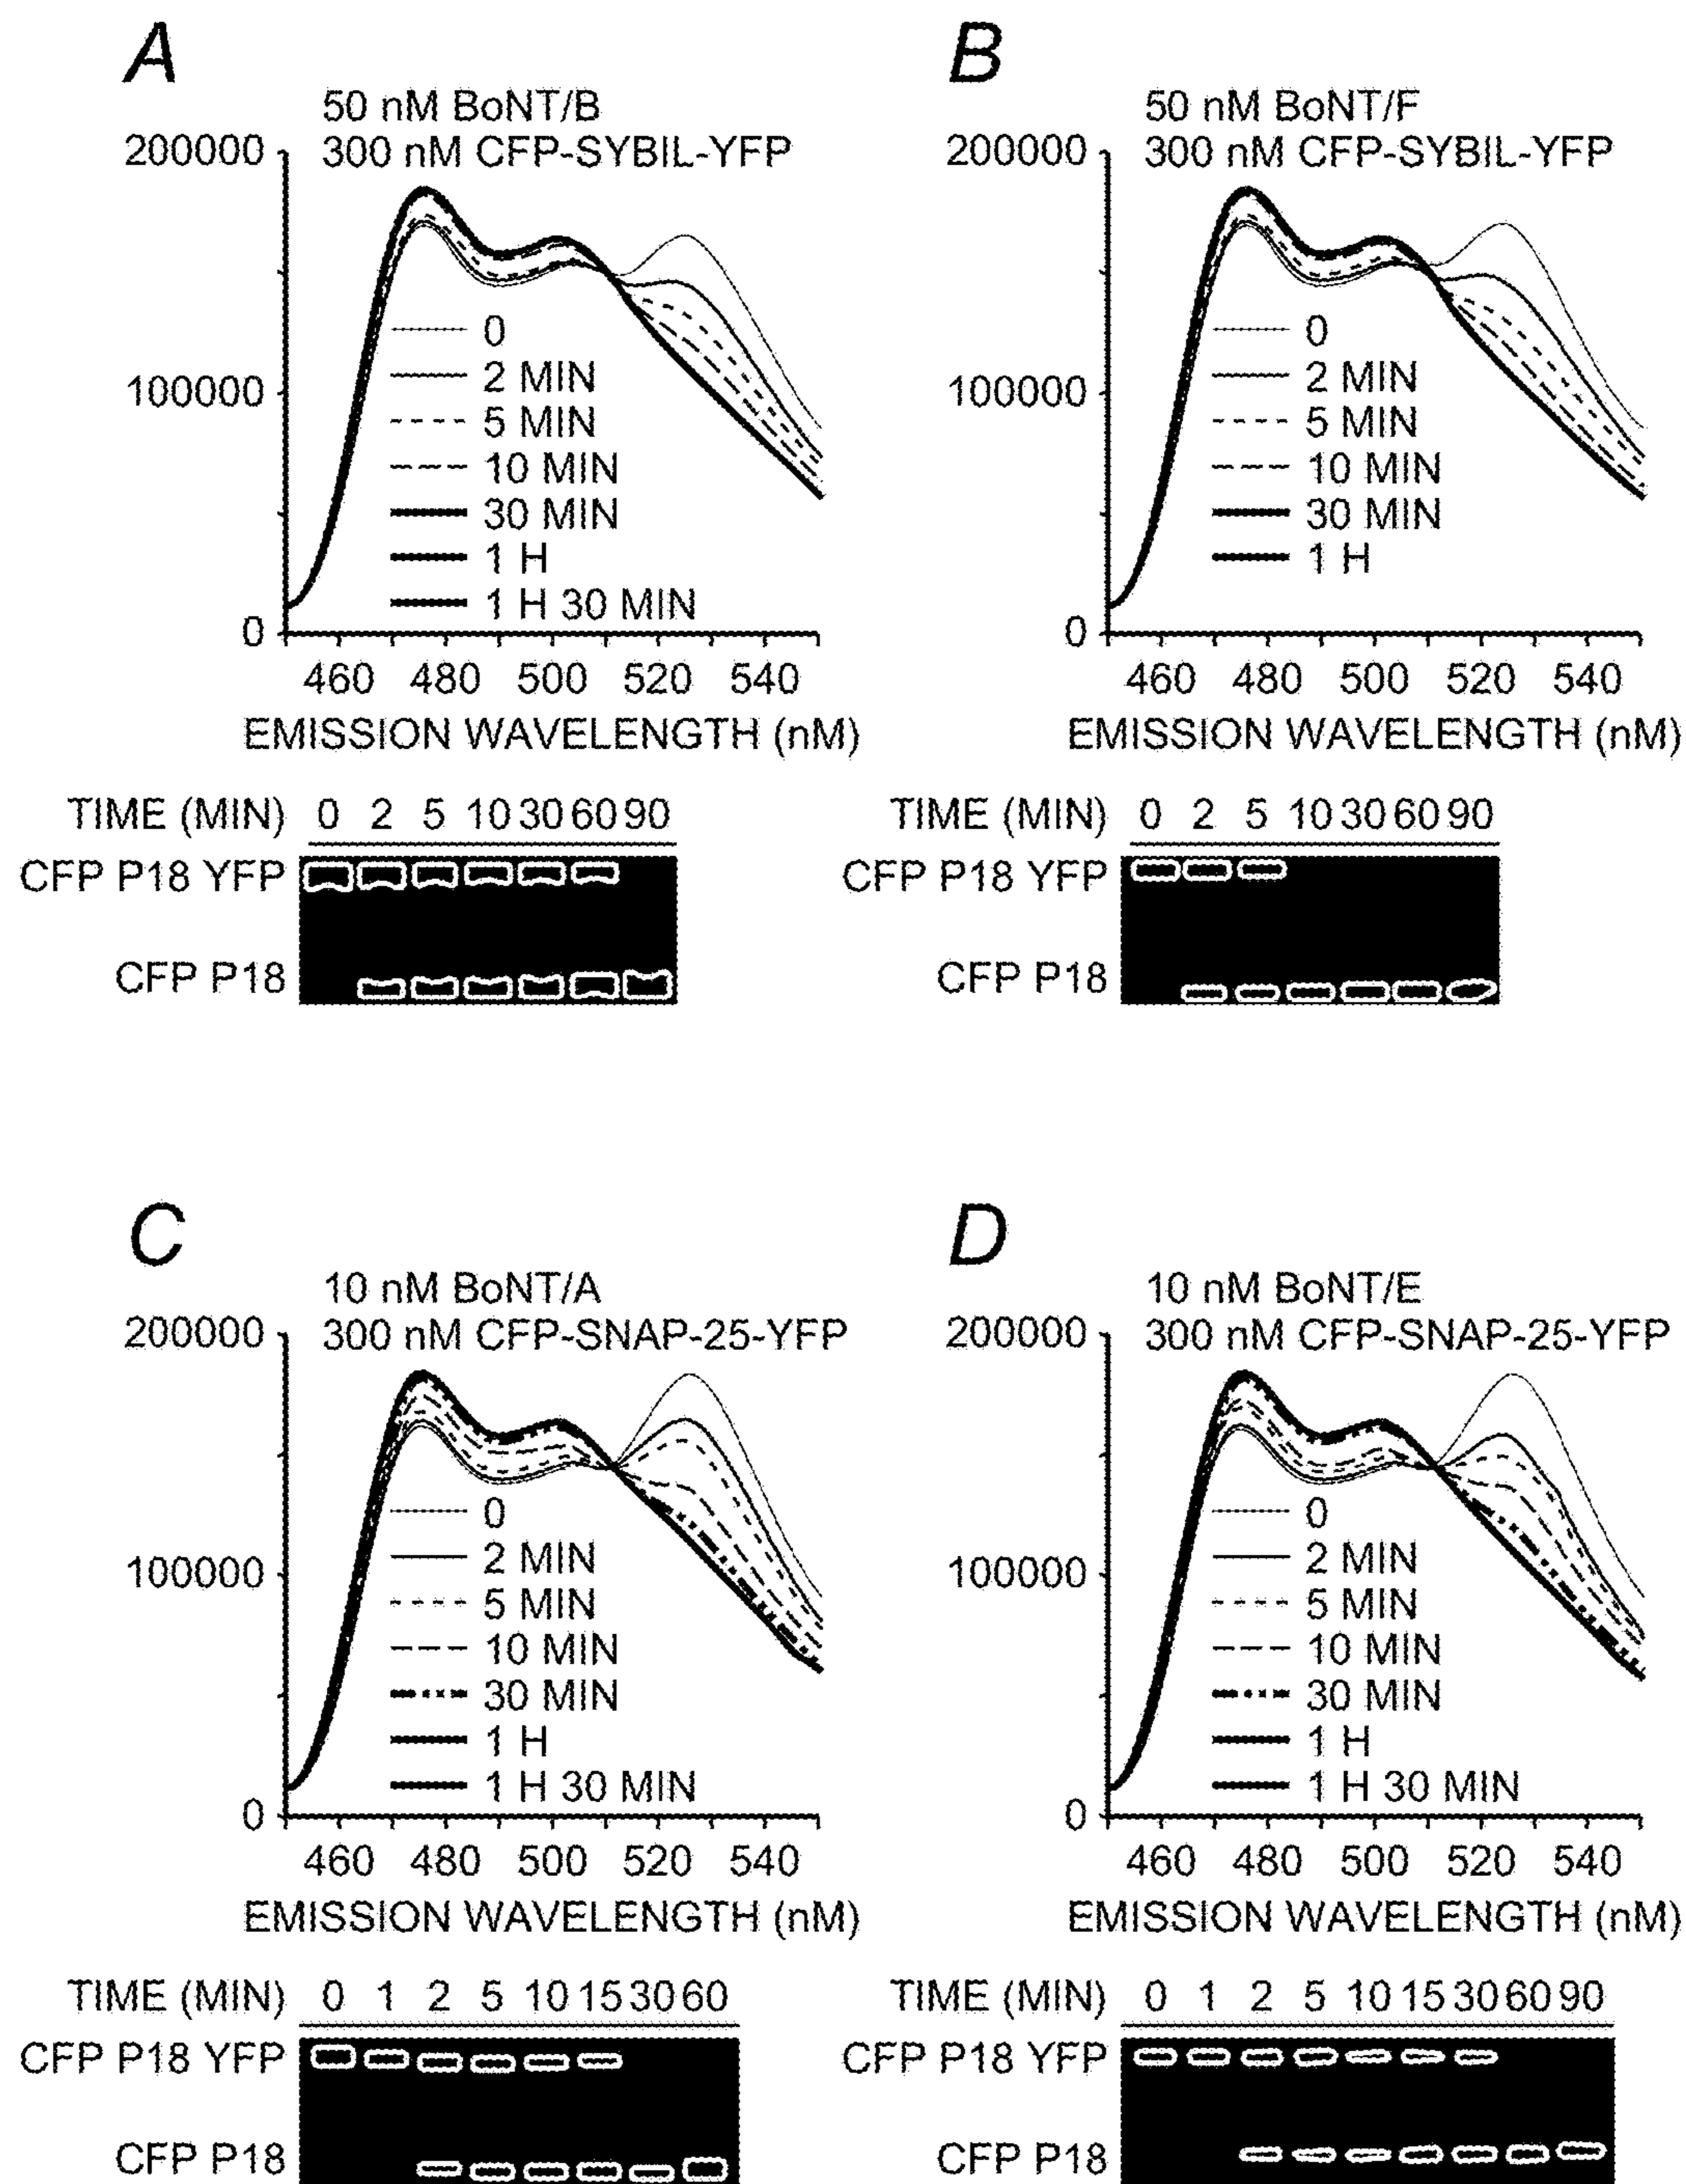 A
50 nM BoNT/B
300 nM CFP-SYBIL-YFP
200000
100000
0
0
2 MIN
5 MIN
10 MIN
30 MIN
1 H
1 H 30 MIN
460 480 500 520 540
EMISSION WAVELENGTH (nM)
TIME (MIN) 0 2 5 10 30 60 90
CFP P18 YFP
CFP P18
B
50 nM BoNT/F
300 nM CFP-SYBIL-YFP
200000
100000
0
0
2 MIN
5 MIN
10 MIN
30 MIN
1 H
460 480 500 520 540
EMISSION WAVELENGTH (nM)
TIME (MIN) 0 2 5 10 30 60 90
CFP P18 YFP
CFP P18
C
10 nM BoNT/A
300 nM CFP-SNAP-25-YFP
200000
100000
0
0
2 MIN
5 MIN
10 MIN
30 MIN
1 H
1 H 30 MIN
460 480 500 520 540
EMISSION WAVELENGTH (nM)
TIME (MIN) 0 1 2 5 10 15 30 60
CFP P18 YFP
CFP P18
D
10 nM BoNT/E
300 nM CFP-SNAP-25-YFP
200000
100000
0
0
2 MIN
5 MIN
10 MIN
30 MIN
1 H
1 H 30 MIN
460 480 500 520 540
EMISSION WAVELENGTH (nM)
TIME (MIN) 0 1 2 5 10 15 30 60 90
CFP P18 YFP
CFP P18